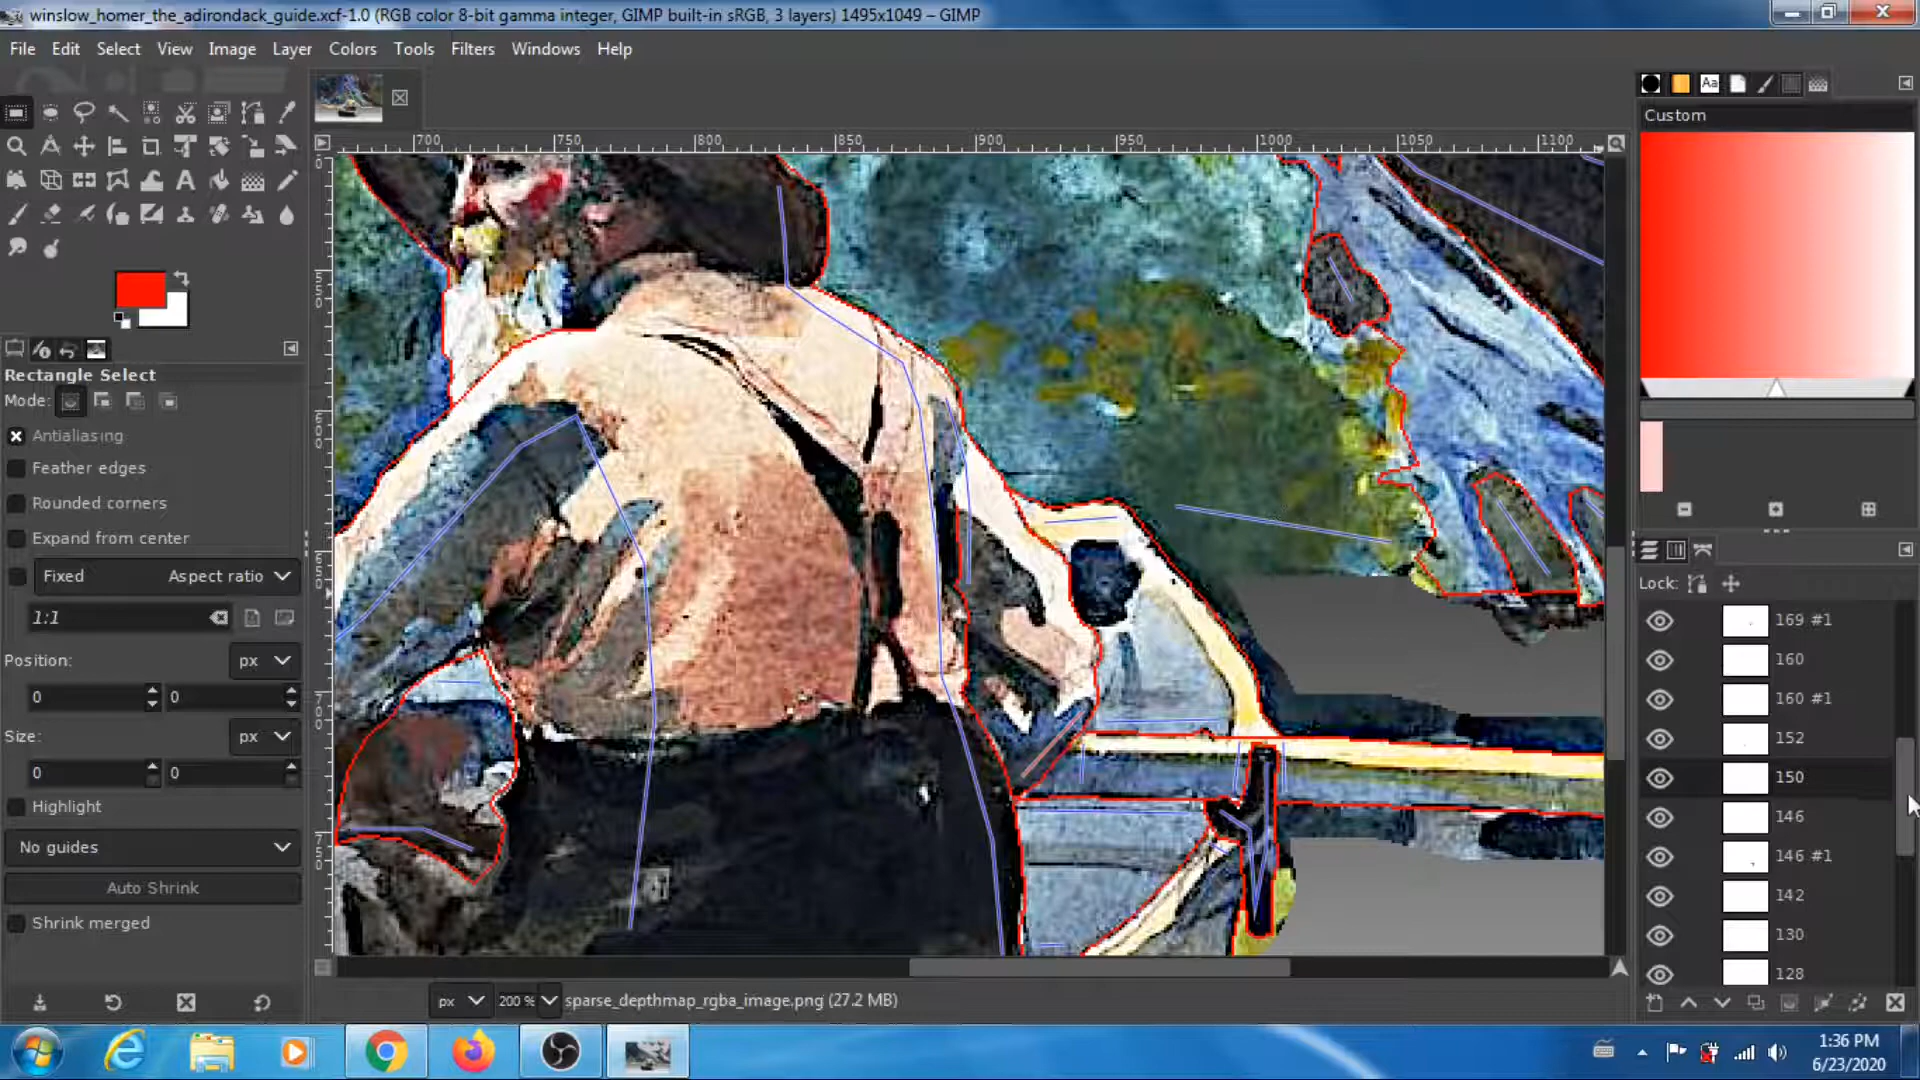 winslow_homer_the_adirondack_guide.xcf-1.0 (RGB color 8-bit gamma integer, GIMP built-in sRGB, 3 layers) 1495x1049 – GIMP
File Edit Select View Image Layer Colors Tools Filters Windows Help
700 750 800 850 900 950 1000 1050 1100
Aa
Custom
Rectangle Select
Mode:
Antialiasing
Feather edges
Rounded corners
Expand from center
Fixed Aspect ratio
1:1
Position: px
0 0
Size: px
0 0
Highlight
No guides
Auto Shrink
Shrink merged
Lock:
169 #1
160
160 #1
152
150
146
146 #1
142
130
128
px 200 % sparse_depthmap_rgba_image.png (27.2 MB)
1:36 PM
6/23/2020